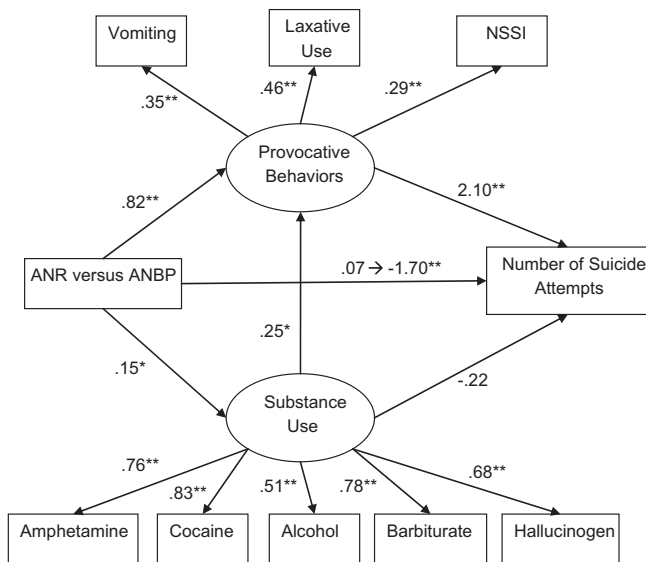 Vomiting
Laxative
Use
NSSI
.35**
.46**
.29**
Provocative
Behaviors
.82**
2.10**
ANR versus ANBP
.07 → -1.70**
Number of Suicide
Attempts
.25*
.15*
-.22
Substance
Use
.76**
.83**
.51**
.78**
.68**
Amphetamine
Cocaine
Alcohol
Barbiturate
Hallucinogen